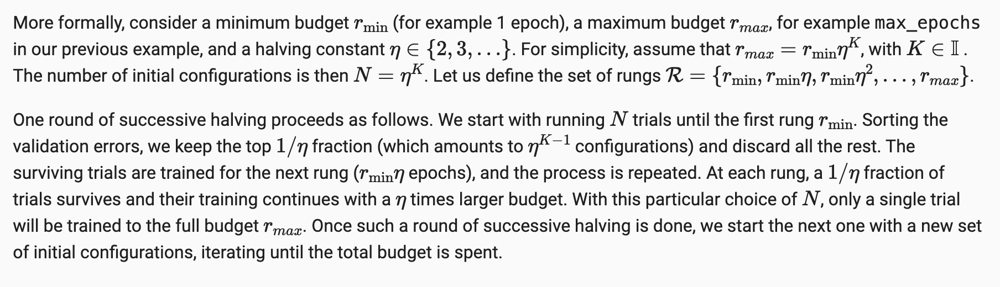 More formally, consider a minimum budget $r_{\min}$ (for example 1 epoch), a maximum budget $r_{max}$, for example max_epochs
in our previous example, and a halving constant $\eta \in \{2, 3, \ldots\}$. For simplicity, assume that $r_{max} = r_{\min}\eta^K$, with $K \in \mathbb{I}$.
The number of initial configurations is then $N = \eta^K$. Let us define the set of rungs $\mathcal{R} = \{r_{\min}, r_{\min}\eta, r_{\min}\eta^2, \ldots, r_{max}\}$.
One round of successive halving proceeds as follows. We start with running $N$ trials until the first rung $r_{\min}$. Sorting the
validation errors, we keep the top $1/\eta$ fraction (which amounts to $\eta^{K-1}$ configurations) and discard all the rest. The
surviving trials are trained for the next rung ($r_{\min}\eta$ epochs), and the process is repeated. At each rung, a $1/\eta$ fraction of
trials survives and their training continues with a $\eta$ times larger budget. With this particular choice of $N$, only a single trial
will be trained to the full budget $r_{max}$. Once such a round of successive halving is done, we start the next one with a new set
of initial configurations, iterating until the total budget is spent.